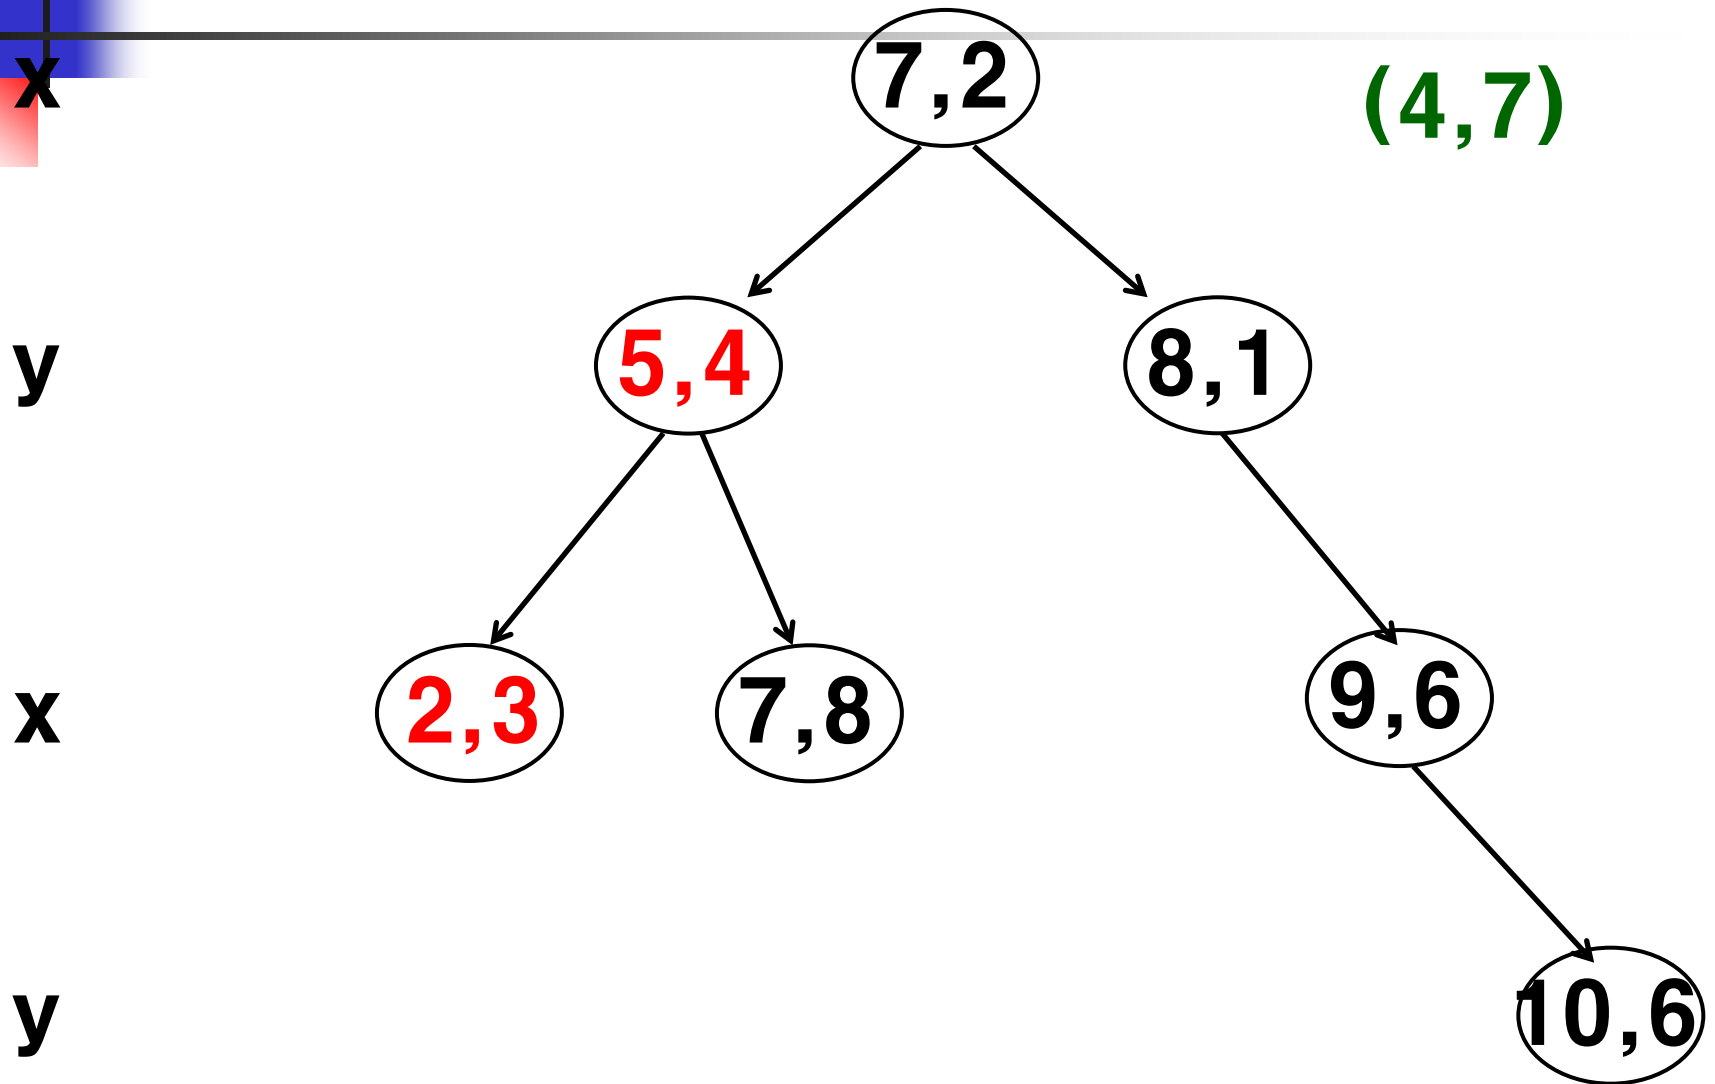 x 7,2 (4,7)
y 5,4 8,1
x 2,3 7,8 9,6
y 10,6